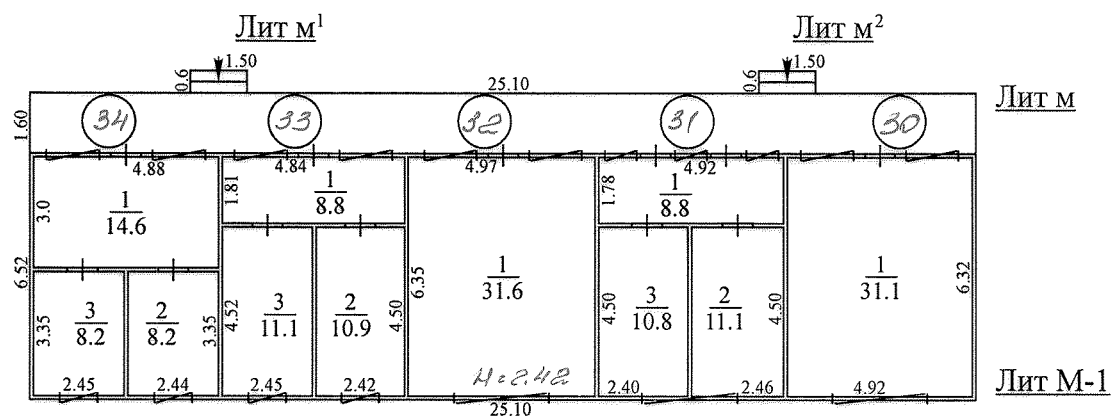 Лит м¹ Лит м²
0.6 1.50 25.10 0.6 1.50
Лит м
1.60 34 33 32 31 30
4.88 4.84 4.97 4.92
3.0 1/14.6 1.81 1/8.8 1.78 1/8.8
6.52 6.35 1/31.6 1/31.1 6.32
3.35 3/8.2 2/8.2 3.35 4.52 3/11.1 2/10.9 4.50 4.50 3/10.8 2/11.1 4.50
2.45 2.44 2.45 2.42 H=2.42 2.40 2.46 4.92
25.10
Лит М-1